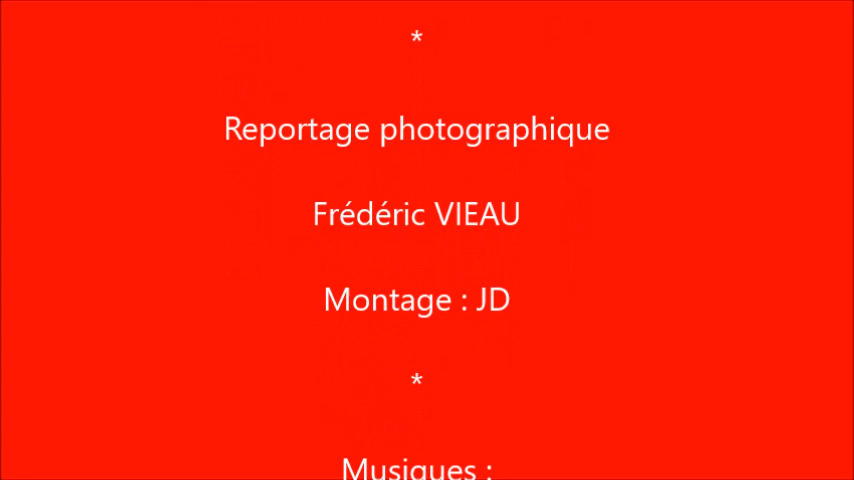 *
Reportage photographique
Frédéric VIEAU
Montage : JD
*
Musiques :